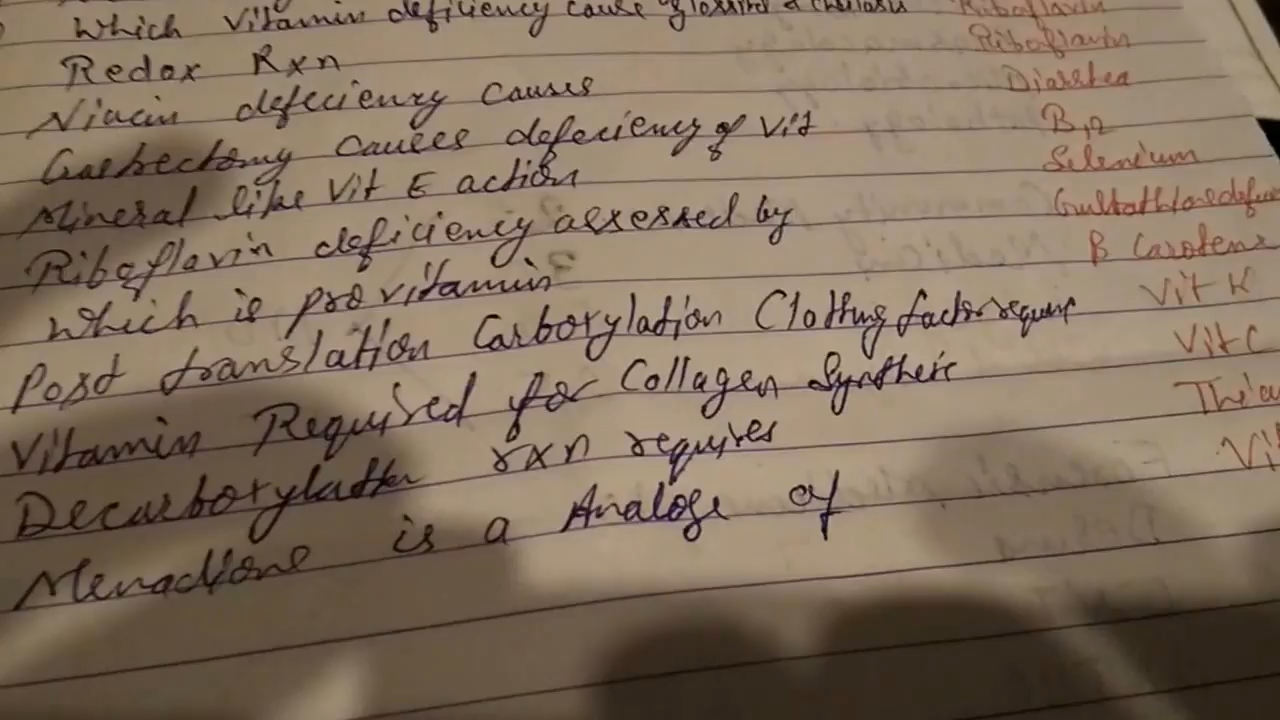 Which Vitamin deficiency cause glossitis & Riboflavin
Redox Rxn Riboflavin
Niacin deficiency causes Diarrhea
Gastrectomy causes deficiency of Vit B12
Mineral like Vit E action Selenium
Riboflavin deficiency assessed by
Which is provitamin B Carotene
Post translation Carboxylation Clotting factor require Vit K
Vitamin Required for Collagen Synthesis Vit C
Decarboxylation rxn requires
Menadione is a Analoge of Vi